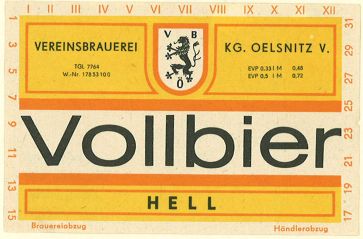 I II III IV V VI VII VIII IX X XI XII
VEREINSBRAUEREI
TGL 7764
W.-Nr. 178 53 10 0
V B
O
KG. OELSNITZ V.
EVP 0,33 l M 0,48
EVP 0,5 l M 0,72
Vollbier
HELL
1
3
5
7
9
11
13
15
17
19
21
23
25
27
29
31
Brauereiabzug
Händlerabzug